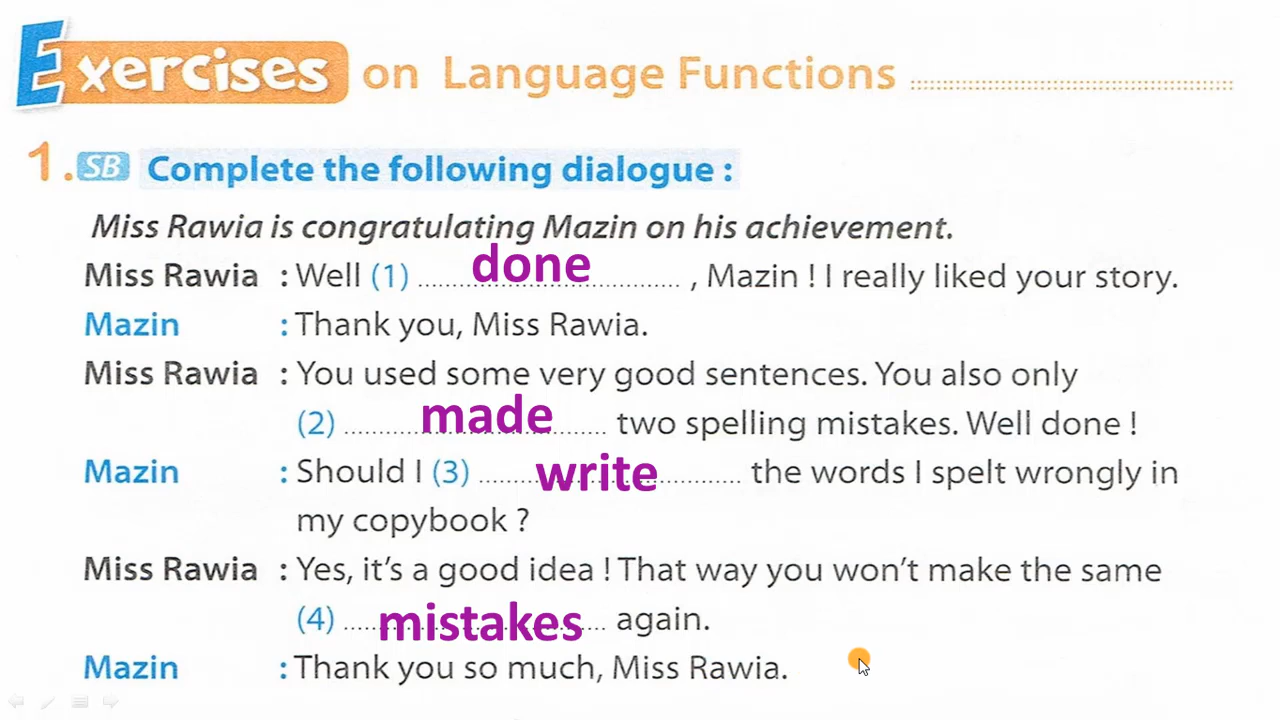 Exercises on Language Functions
1. SB Complete the following dialogue :
Miss Rawia is congratulating Mazin on his achievement.
Miss Rawia : Well (1) done , Mazin ! I really liked your story.
Mazin : Thank you, Miss Rawia.
Miss Rawia : You used some very good sentences. You also only
(2) made two spelling mistakes. Well done !
Mazin : Should I (3) write the words I spelt wrongly in
my copybook ?
Miss Rawia : Yes, it's a good idea ! That way you won't make the same
(4) mistakes again.
Mazin : Thank you so much, Miss Rawia.